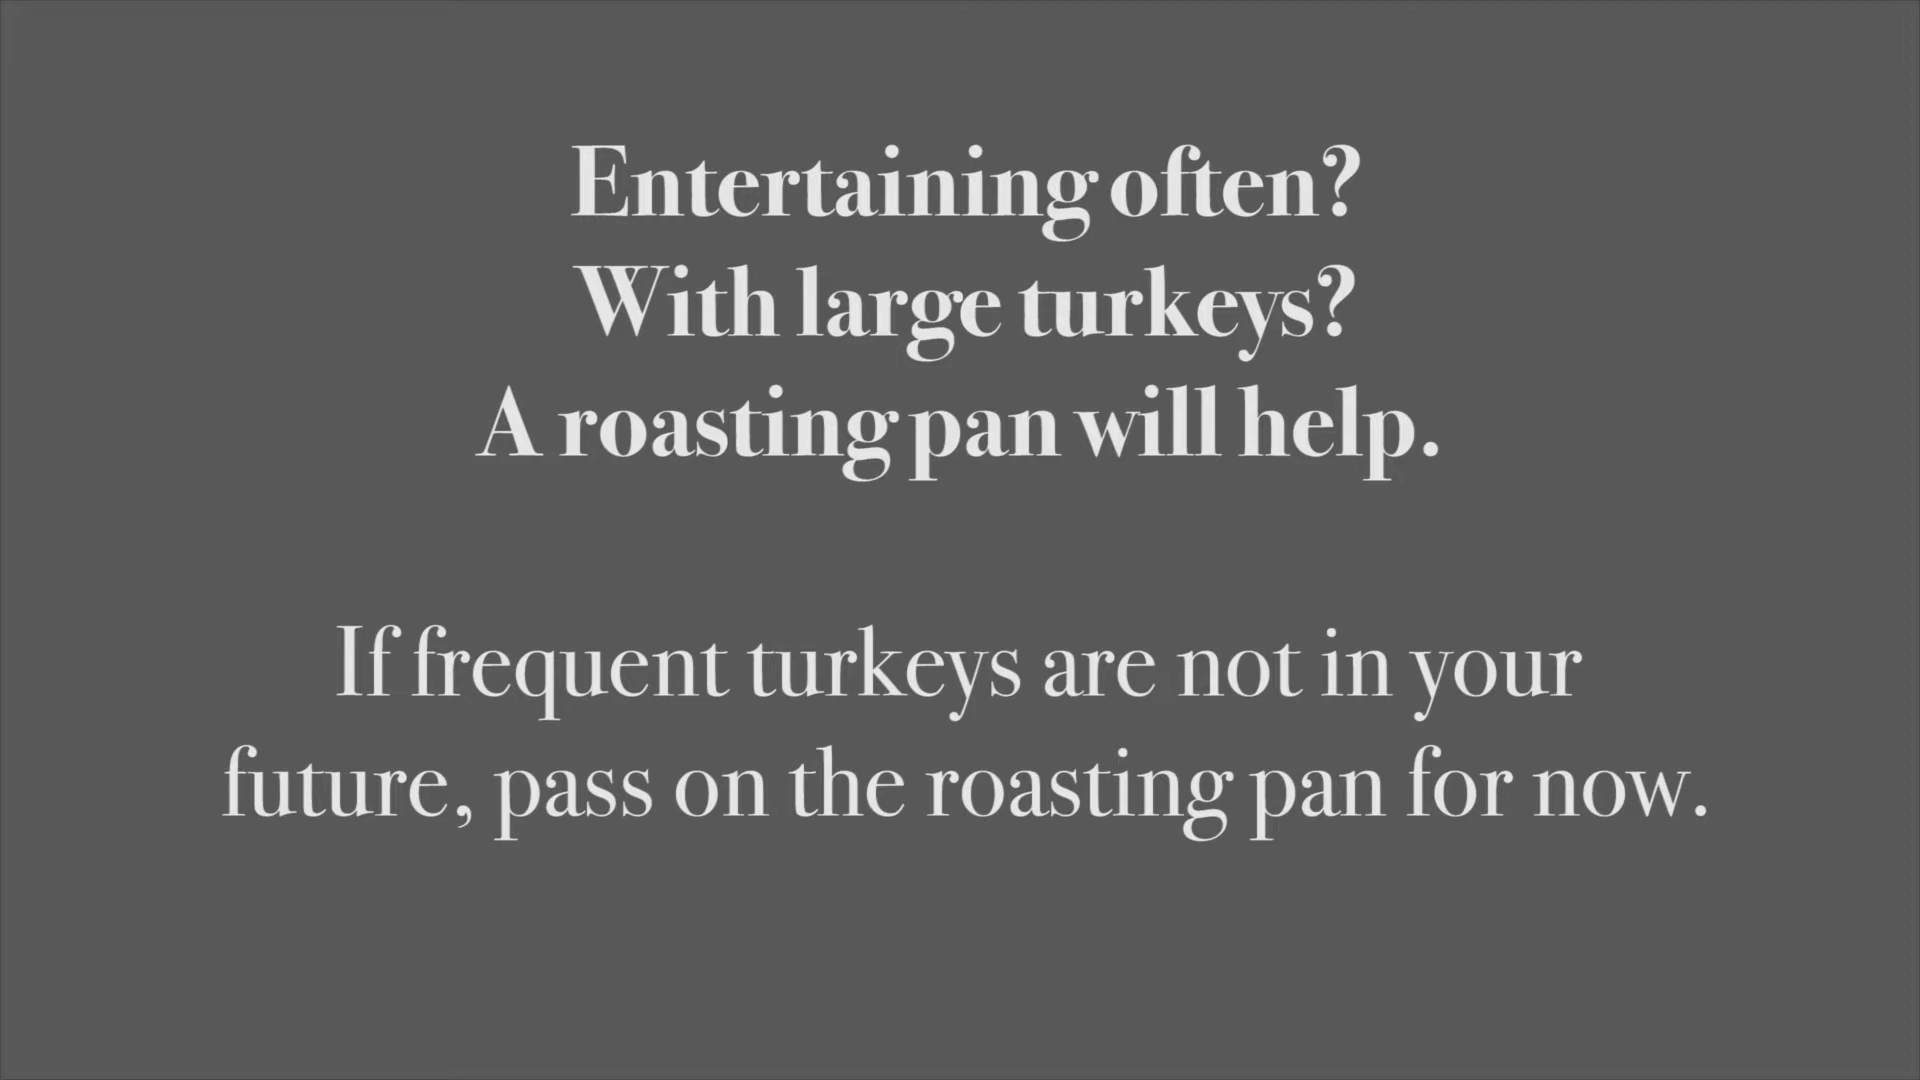 Entertaining often?
With large turkeys?
A roasting pan will help.
If frequent turkeys are not in your
future, pass on the roasting pan for now.